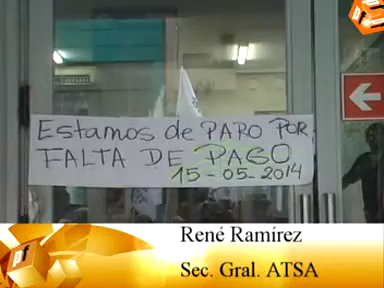 Estamos de PARO POR
FALTA DE PAGO
15-05-2014
René Ramírez
Sec. Gral. ATSA